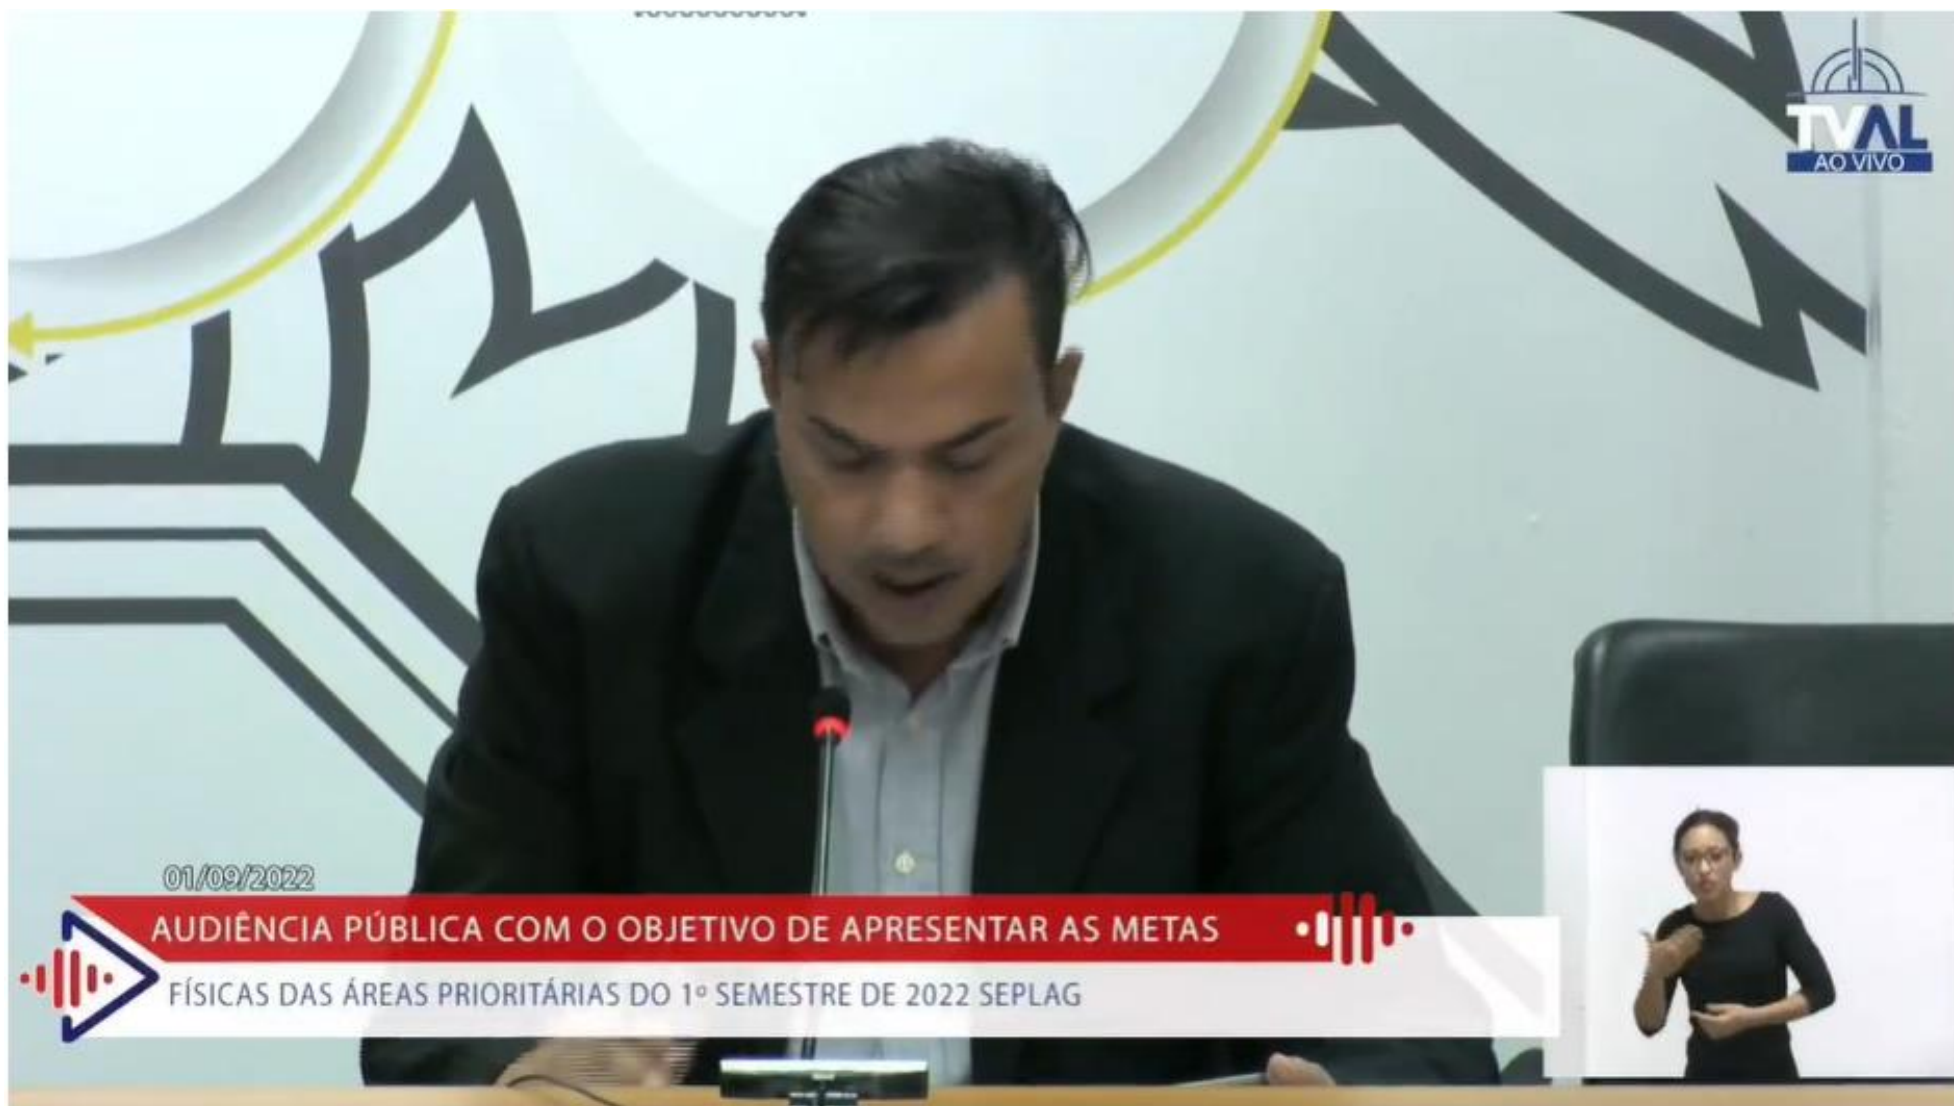 TVAL
AO VIVO
01/09/2022
AUDIÊNCIA PÚBLICA COM O OBJETIVO DE APRESENTAR AS METAS
FÍSICAS DAS ÁREAS PRIORITÁRIAS DO 1º SEMESTRE DE 2022 SEPLAG